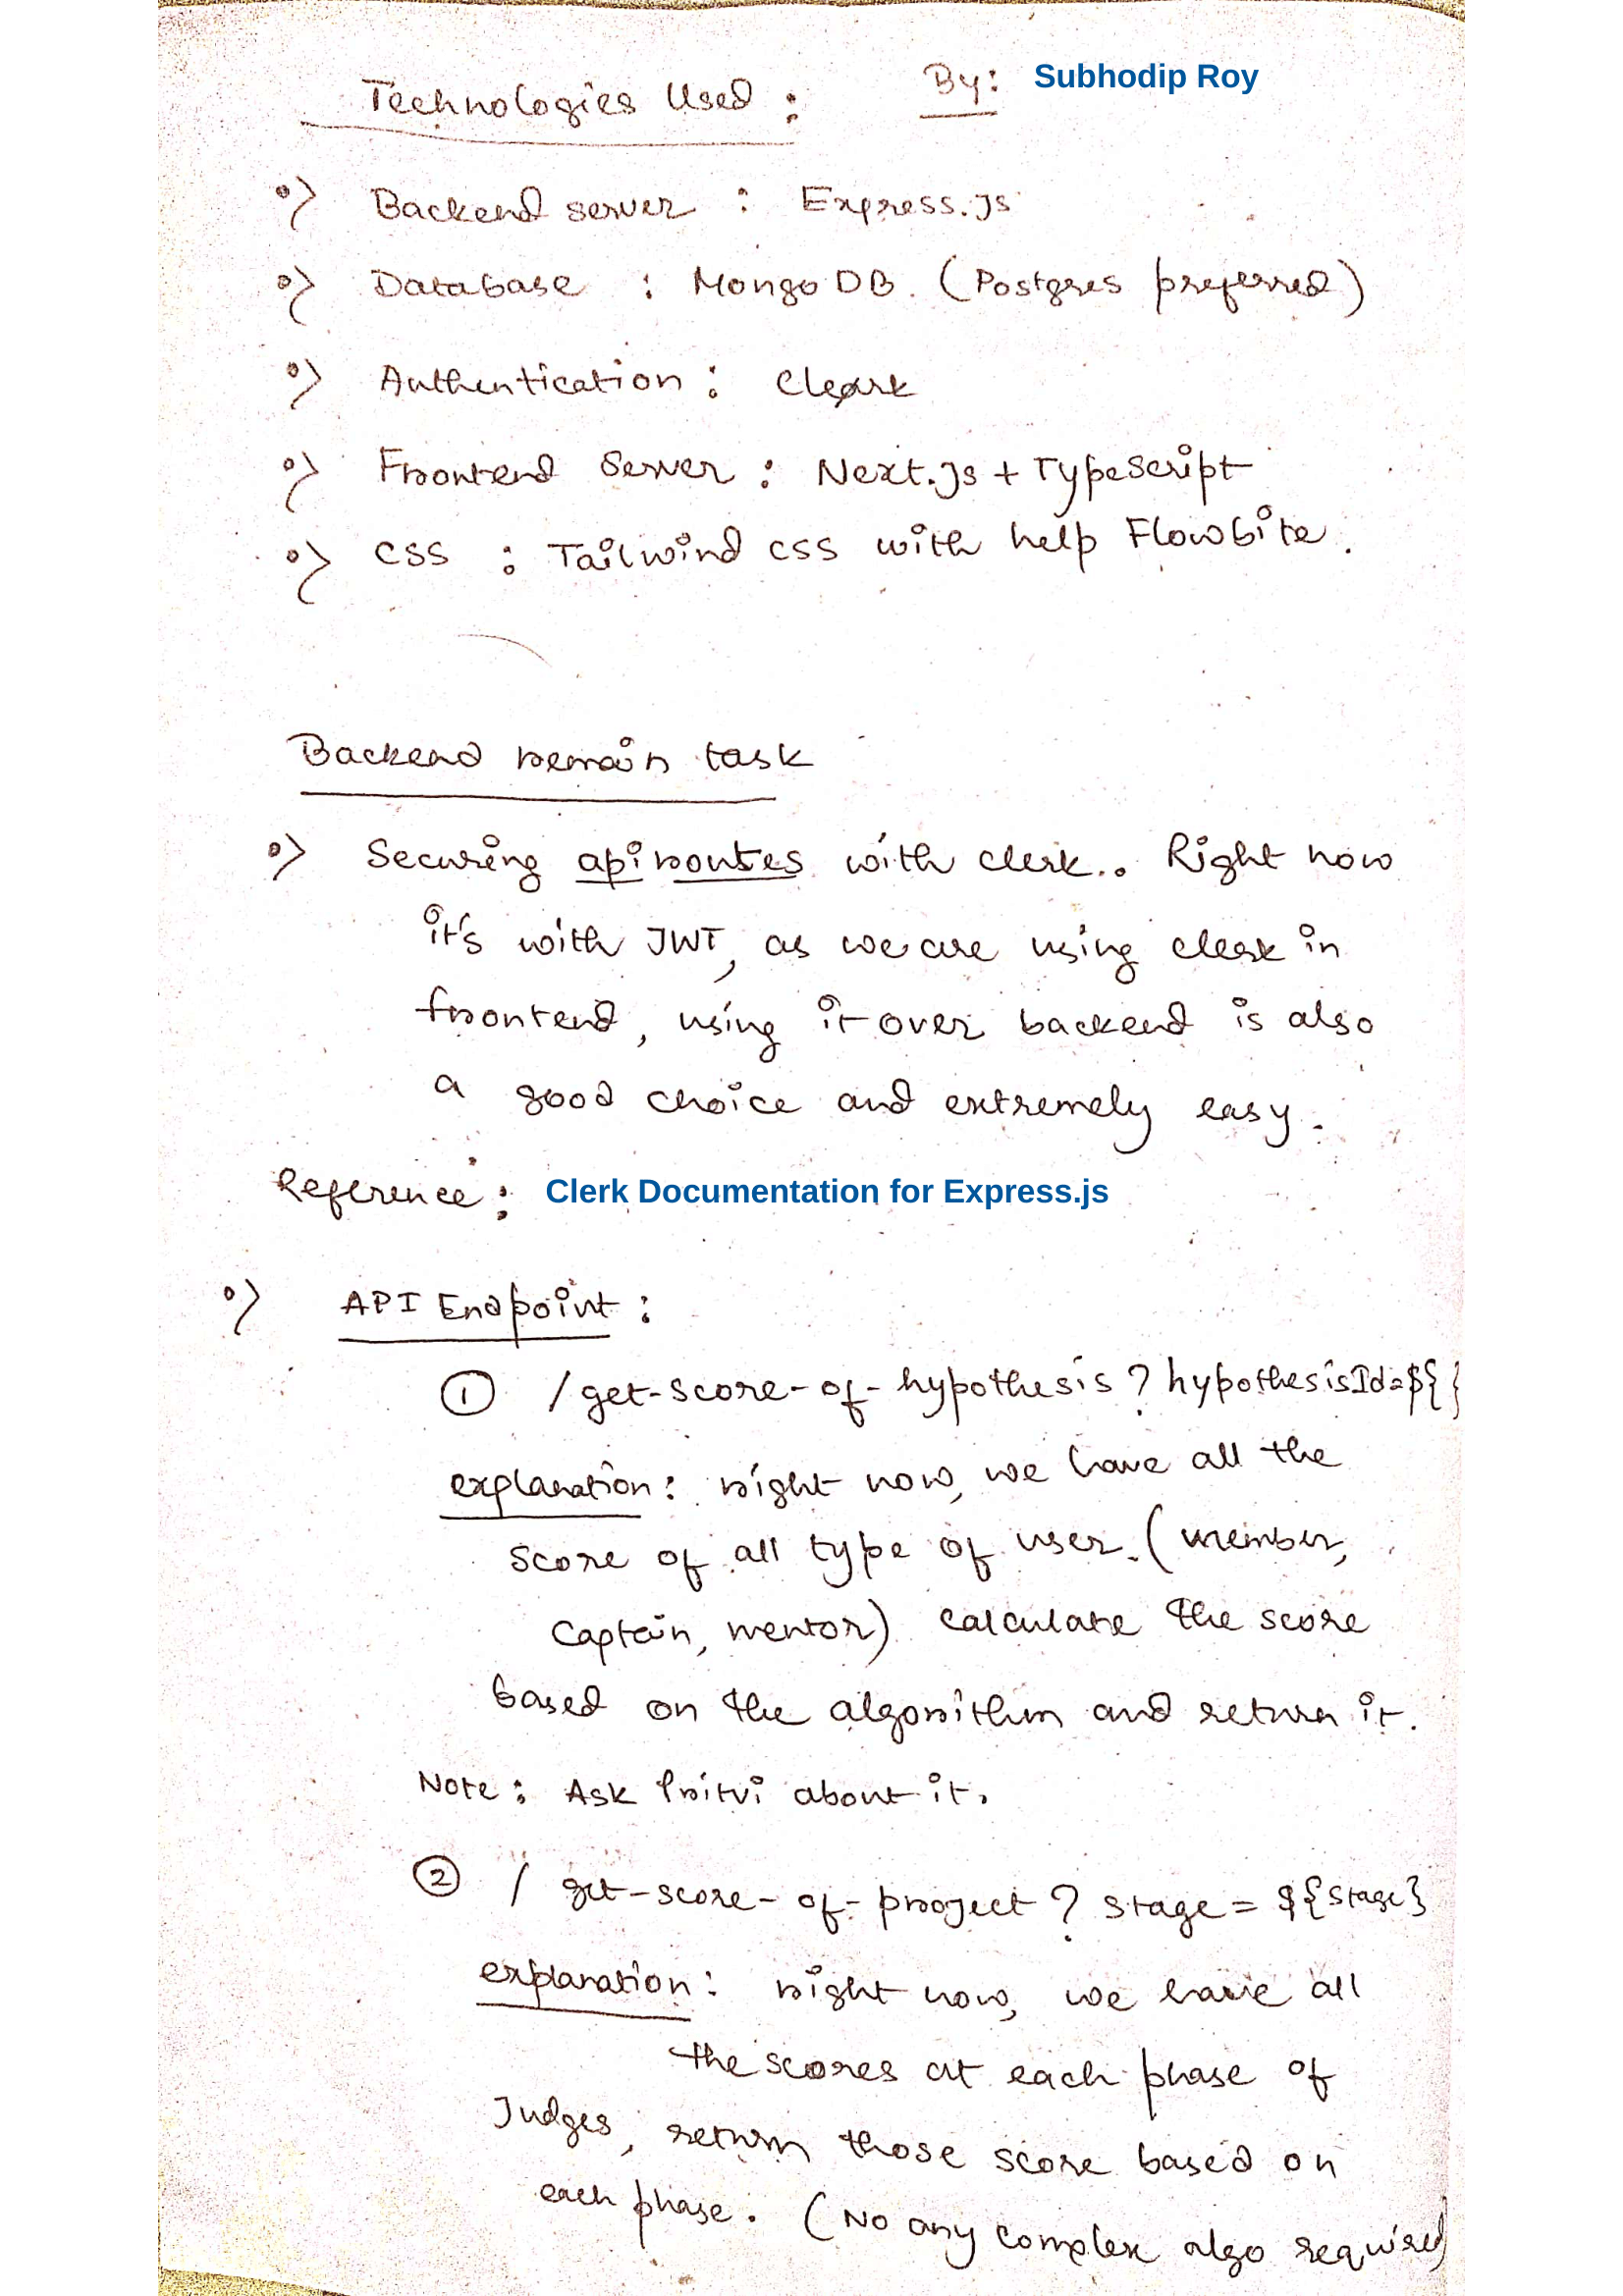 Technologies Used : By: Subhodip Roy
Backend server : Express.js
Database : MongoDB. (Postgres preferred)
Authentication : Cleark
Frontend Server : Next.js + TypeScript
CSS : Tailwind CSS with help Flowbite.
Backend remain task
Securing api routes with clerk.. Right now
it's with JWT, as we are using clerk in
frontend, using it over backend is also
a good choice and extremely easy.
Reference : Clerk Documentation for Express.js
API Endpoint :
① /get-score-of-hypothesis?hypothesisId=${}
explanation : right now, we have all the
score of all type of user. (member,
Captain, mentor) calculate the score
based on the algorithm and return it.
Note : Ask Pritvi about it.
② /get-score-of-project?stage=${stage}
explanation : right now, we have all
the scores at each phase of
Judges, return those score based on
each phase. (No any complex algo required)